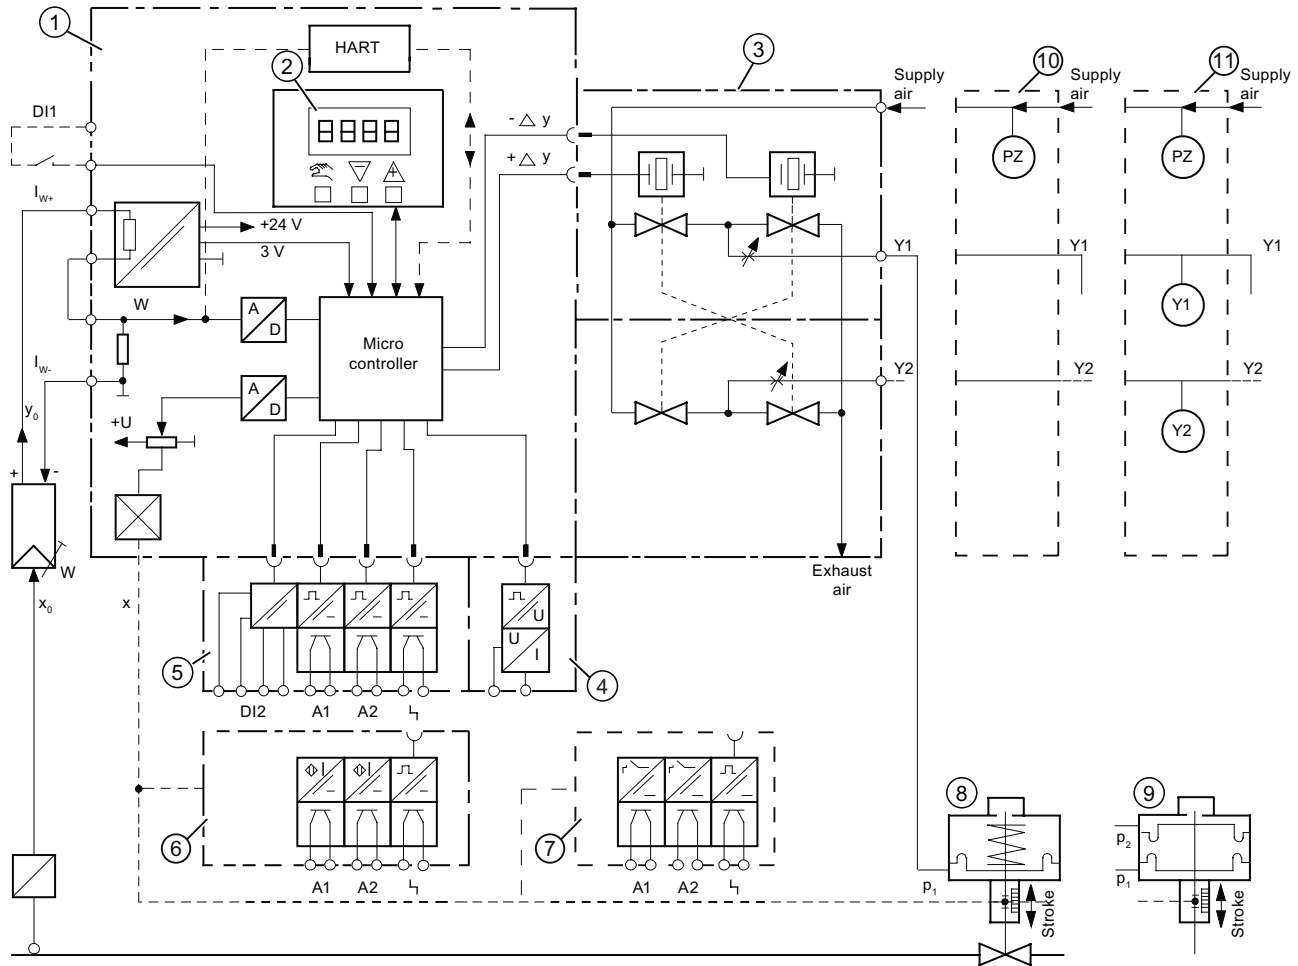 1
HART
2
3
Supply
air
10
Supply
air
11
Supply
air
DI1
8888
- △ y
+ △ y
PZ
PZ
I_W+
+24 V
3 V
Y1
Y1
Y1
W
A
D
Micro
controller
Y1
I_W-
Y2
Y2
Y2
A
D
y_0
+U
Y2
+
-
W
Exhaust
air
x_0
x
U
U
I
5
4
DI2
A1
A2
8
9
6
7
p_2
p_1
p_1
A1
A2
A1
A2
Stroke
Stroke